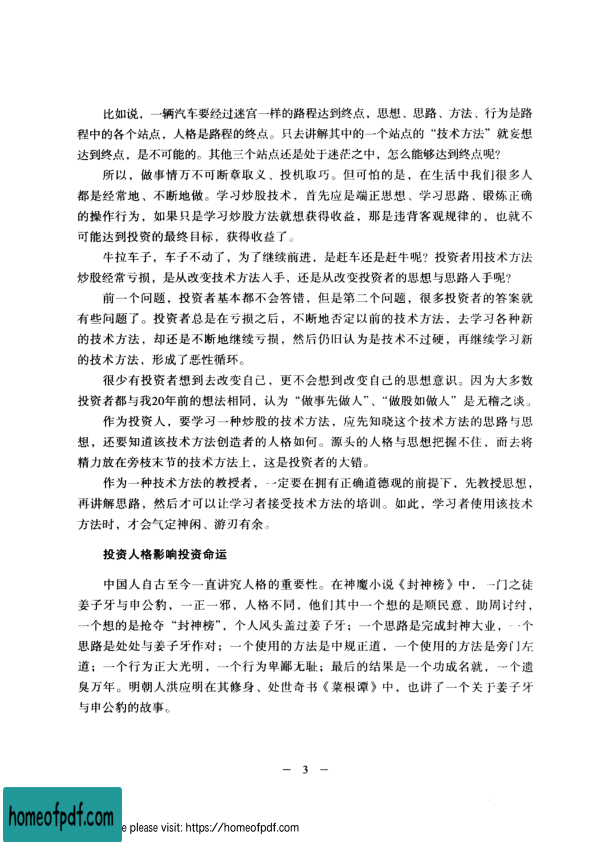 比如说，一辆汽车要经过迷宫一样的路程达到终点，思想、思路、方法、行为是路
程中的各个站点，人格是路程的终点。只去讲解其中的一个站点的“技术方法”就妄想
达到终点，是不可能的。其他三个站点还是处于迷茫之中，怎么能够达到终点呢？
所以，做事情万不可断章取义、投机取巧。但可怕的是，在生活中我们很多人
都是经常地、不断地做。学习炒股技术，首先应是端正思想、学习思路、锻炼正确
的操作行为，如果只是学习炒股方法就想获得收益，那是违背客观规律的，也就不
可能达到投资的最终目标，获得收益了。
牛拉车子，车子不动了，为了继续前进，是赶车还是赶牛呢？投资者用技术方法
炒股经常亏损，是从改变技术方法入手，还是从改变投资者的思想与思路入手呢？
前一个问题，投资者基本都不会答错，但是第二个问题，很多投资者的答案就
有些问题了。投资者总是在亏损之后，不断地否定以前的技术方法，去学习各种新
的技术方法，却还是不断地继续亏损，然后仍旧认为是技术不过硬，再继续学习新
的技术方法，形成了恶性循环。
很少有投资者想到去改变自己，更不会想到改变自己的思想意识。因为大多数
投资者都与我20年前的想法相同，认为“做事先做人”、“做股如做人”是无稽之谈。
作为投资人，要学习一种炒股的技术方法，应先知晓这个技术方法的思路与思
想，还要知道该技术方法创造者的人格如何。源头的人格与思想把握不住，而去将
精力放在旁枝末节的技术方法上，这是投资者的大错。
作为一种技术方法的教授者，一定要在拥有正确道德观的前提下，先教授思想，
再讲解思路，然后才可以让学习者接受技术方法的培训。如此，学习者使用该技术
方法时，才会气定神闲、游刃有余。
投资人格影响投资命运
中国人自古至今一直讲究人格的重要性。在神魔小说《封神榜》中，一门之徒
姜子牙与申公豹，一正一邪，人格不同，他们其中一个想的是顺民意、助周讨纣，
一个想的是抢夺“封神榜”，个人风头盖过姜子牙；一个思路是完成封神大业，一个
思路是处处与姜子牙作对；一个使用的方法是中规正道，一个使用的方法是旁门左
道；一个行为正大光明，一个行为卑鄙无耻；最后的结果是一个功成名就，一个遗
臭万年。明朝人洪应明在其修身、处世奇书《菜根谭》中，也讲了一个关于姜子牙
与申公豹的故事。
— 3 —
homeofpdf.com
e please visit: https://homeofpdf.com